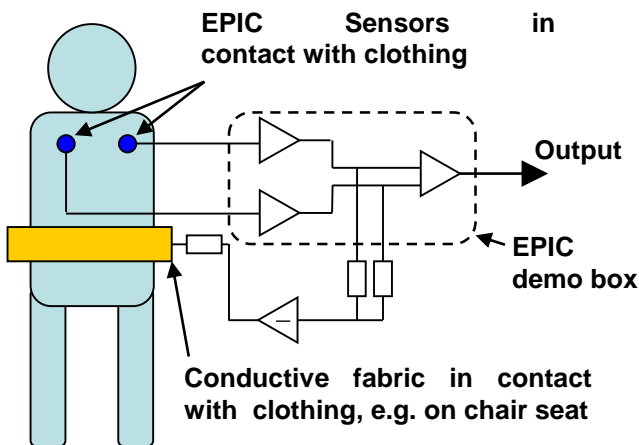 EPIC Sensors in
contact with clothing
Output
EPIC
demo box
–
Conductive fabric in contact
with clothing, e.g. on chair seat